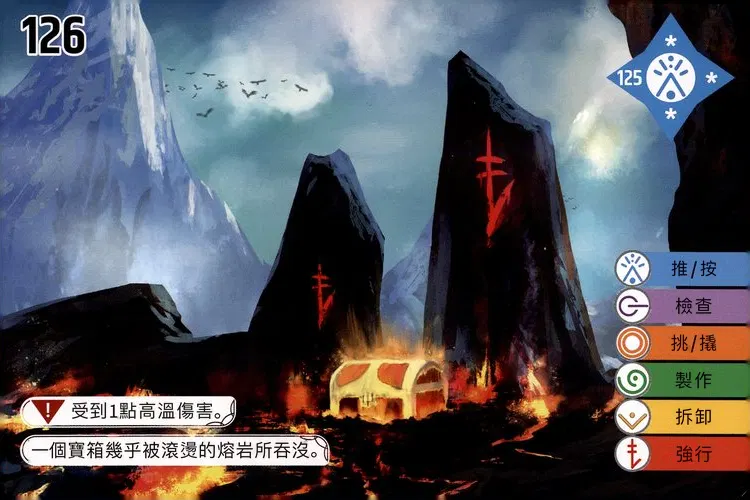 126
125
推/按
檢查
挑/撬
製作
拆卸
強行
受到1點高溫傷害。
一個寶箱幾乎被滾燙的熔岩所吞沒。